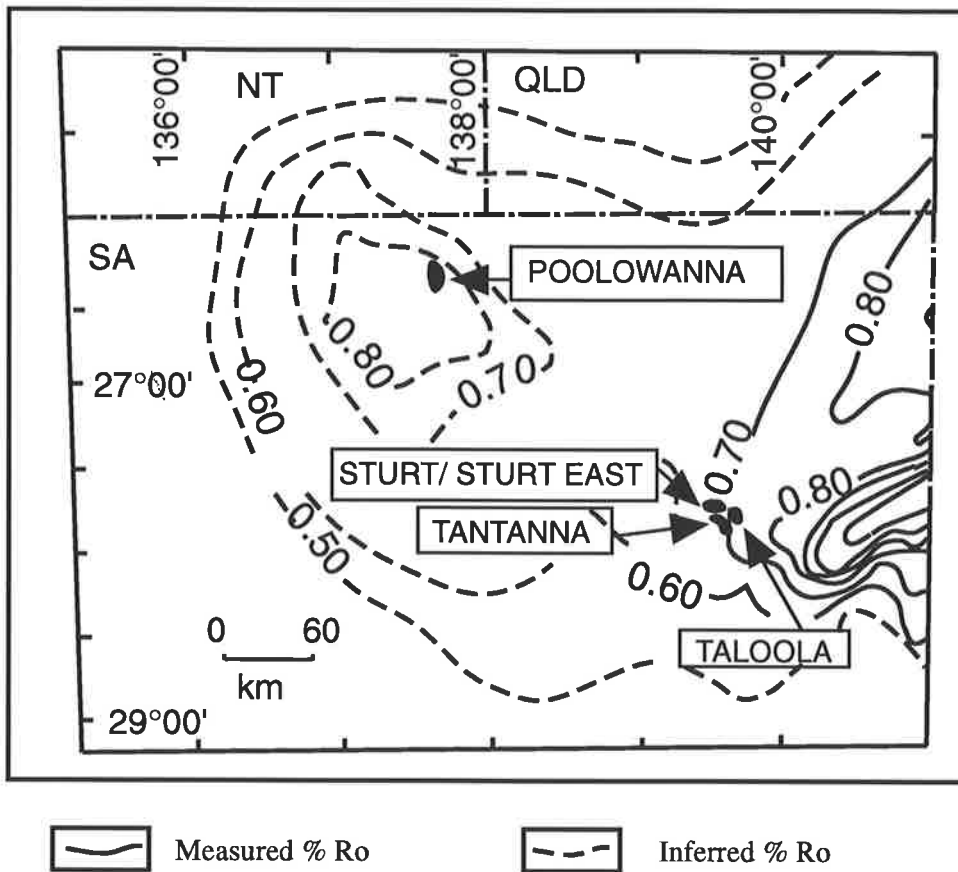 NT
QLD
136°00'
138°00'
140°00'
SA
POOLOWANNA
0.80
0.80
27°00'
0.60
0.70
0.70
STURT/ STURT EAST
0.80
TANTANNA
0.50
0.60
TALOOLA
0 60
km
29°00'
Measured % Ro
Inferred % Ro